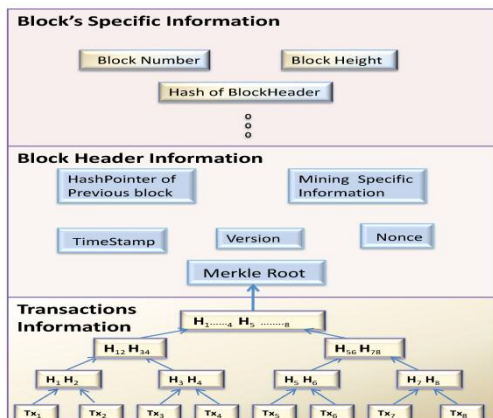 Block's Specific Information
Block Number
Block Height
Hash of BlockHeader
Block Header Information
HashPointer of
Previous block
Mining Specific
Information
TimeStamp
Version
Nonce
Merkle Root
Transactions
Information
H₁......₄ H₅ ........₈
H₁₂ H₃₄
H₅₆ H₇₈
H₁ H₂
H₃ H₄
H₅ H₆
H₇ H₈
Tx₁
Tx₂
Tx₃
Tx₄
Tx₅
Tx₆
Tx₇
Tx₈